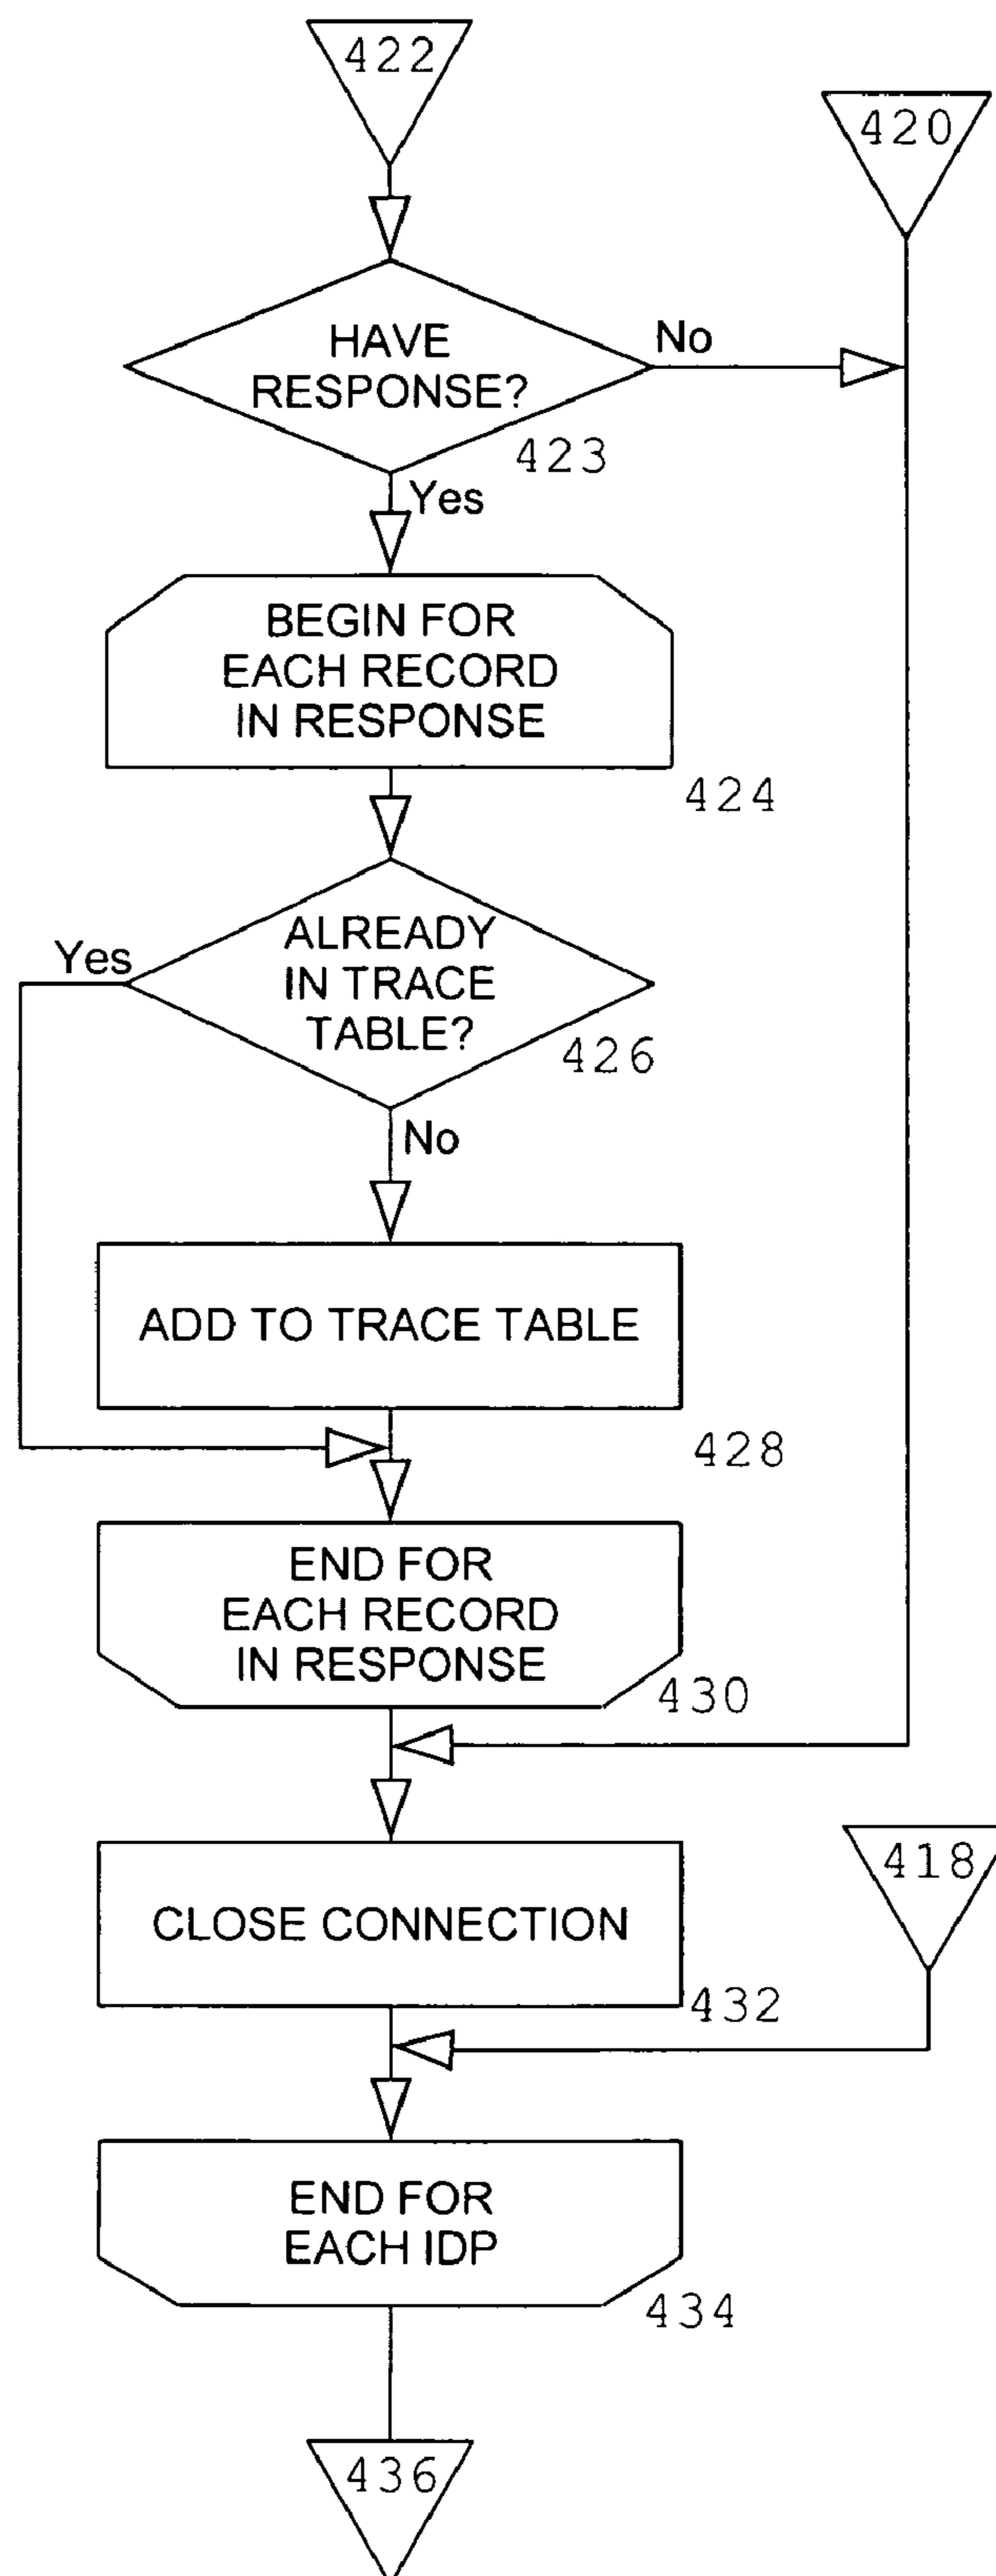 422
420
HAVE
RESPONSE?
No
423
Yes
BEGIN FOR
EACH RECORD
IN RESPONSE
424
ALREADY
IN TRACE
TABLE?
Yes
426
No
ADD TO TRACE TABLE
428
END FOR
EACH RECORD
IN RESPONSE
430
418
CLOSE CONNECTION
432
END FOR
EACH IDP
434
436